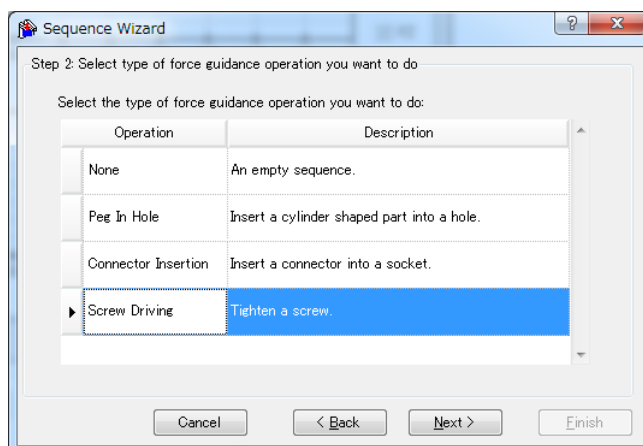 Sequence Wizard
Step 2: Select type of force guidance operation you want to do
Select the type of force guidance operation you want to do:
Operation Description
None An empty sequence.
Peg In Hole Insert a cylinder shaped part into a hole.
Connector Insertion Insert a connector into a socket.
Screw Driving Tighten a screw.
Cancel < Back Next > Finish